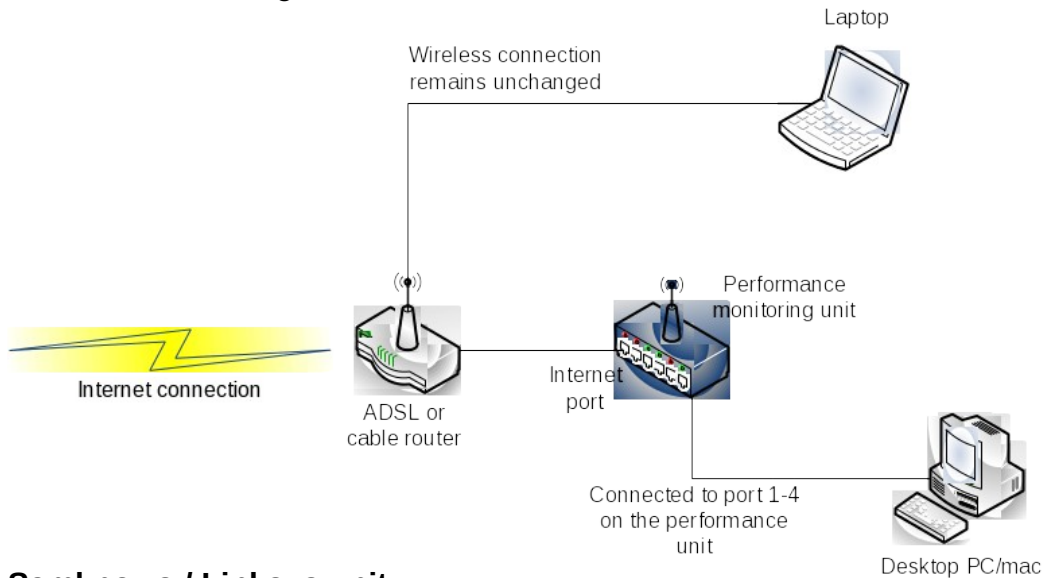 Laptop
Wireless connection
remains unchanged
Performance
monitoring unit
Internet connection
Internet
port
ADSL or
cable router
Connected to port 1-4
on the performance
unit
Desktop PC/mac